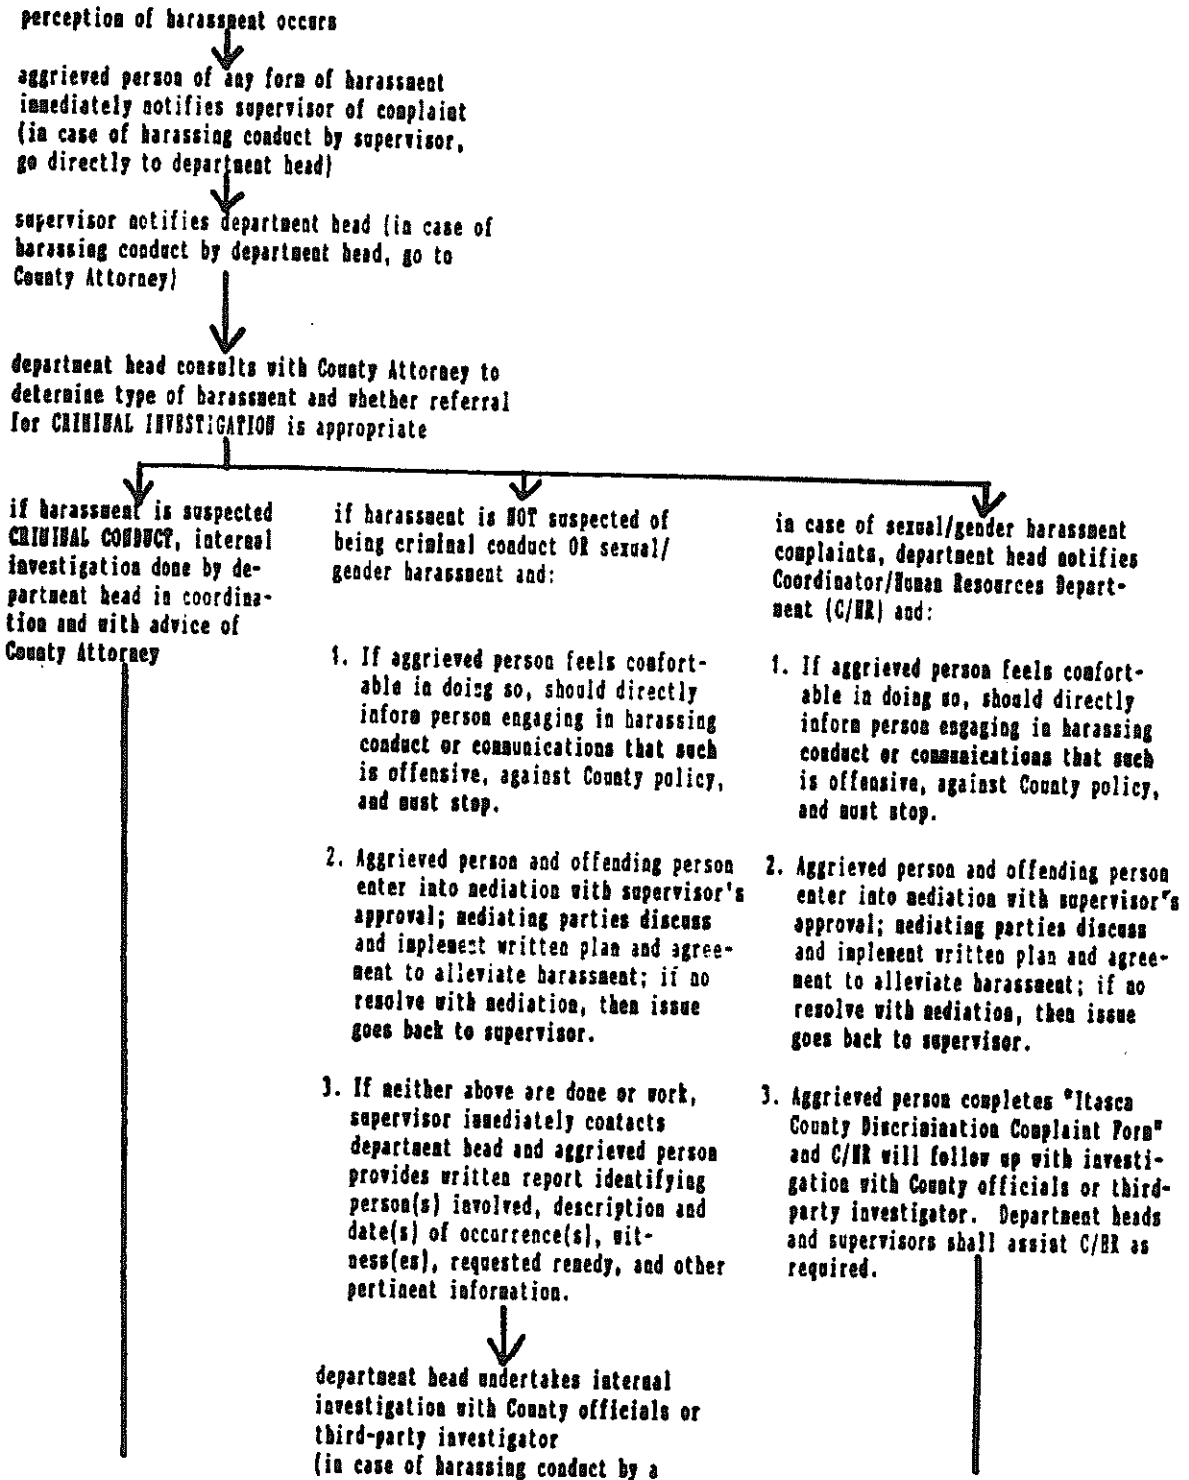 perception of harassment occurs
aggrieved person of any form of harassment
immediately notifies supervisor of complaint
(in case of harassing conduct by supervisor,
go directly to department head)
supervisor notifies department head (in case of
harassing conduct by department head, go to
County Attorney)
department head consults with County Attorney to
determine type of harassment and whether referral
for CRIMINAL INVESTIGATION is appropriate
if harassment is suspected
CRIMINAL CONDUCT, internal
investigation done by de-
partment head in coordina-
tion and with advice of
County Attorney
if harassment is NOT suspected of
being criminal conduct OR sexual/
gender harassment and:
1. If aggrieved person feels comfort-
able in doing so, should directly
inform person engaging in harassing
conduct or communications that such
is offensive, against County policy,
and must stop.
2. Aggrieved person and offending person
enter into mediation with supervisor's
approval; mediating parties discuss
and implement written plan and agree-
ment to alleviate harassment; if no
resolve with mediation, then issue
goes back to supervisor.
3. If neither above are done or work,
supervisor immediately contacts
department head and aggrieved person
provides written report identifying
person(s) involved, description and
date(s) of occurrence(s), wit-
ness(es), requested remedy, and other
pertinent information.
department head undertakes internal
investigation with County officials or
third-party investigator
(in case of harassing conduct by a
in case of sexual/gender harassment
complaints, department head notifies
Coordinator/Human Resources Depart-
ment (C/HR) and:
1. If aggrieved person feels comfort-
able in doing so, should directly
inform person engaging in harassing
conduct or communications that such
is offensive, against County policy,
and must stop.
2. Aggrieved person and offending person
enter into mediation with supervisor's
approval; mediating parties discuss
and implement written plan and agree-
ment to alleviate harassment; if no
resolve with mediation, then issue
goes back to supervisor.
3. Aggrieved person completes "Itasca
County Discrimination Complaint Form"
and C/HR will follow up with investi-
gation with County officials or third-
party investigator. Department heads
and supervisors shall assist C/HR as
required.